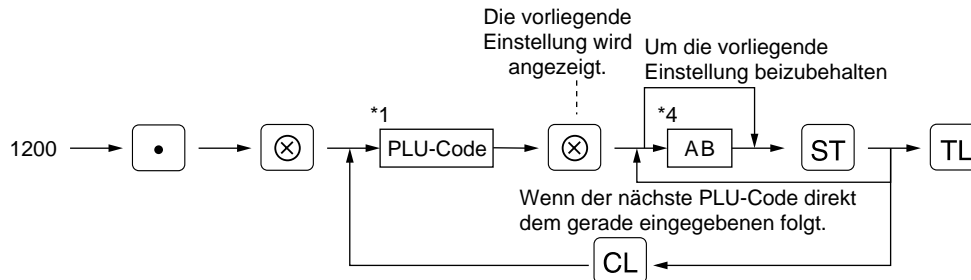 Die vorliegende
Einstellung wird
angezeigt.
Um die vorliegende
Einstellung beizubehalten
*1
*4
1200
•
⊗
PLU-Code
⊗
AB
ST
TL
Wenn der nächste PLU-Code direkt
dem gerade eingegebenen folgt.
CL